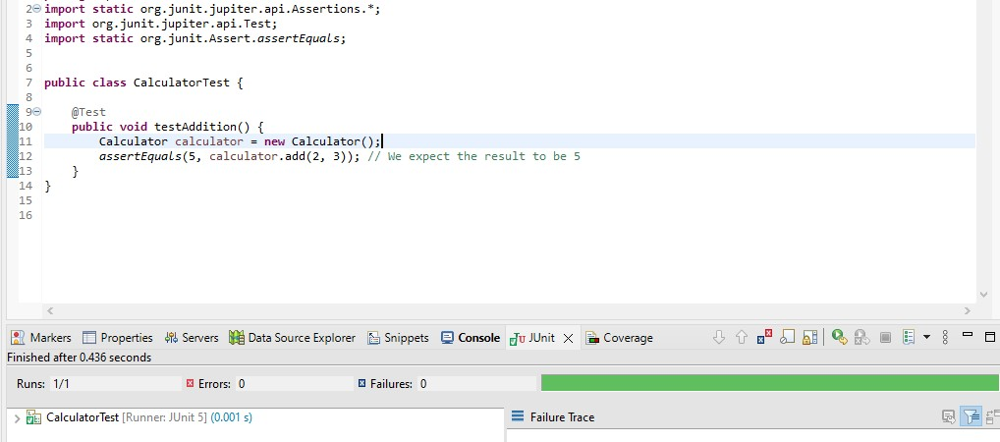 2 import static org.junit.jupiter.api.Assertions.*;
3 import org.junit.jupiter.api.Test;
4 import static org.junit.Assert.assertEquals;
5
6
7 public class CalculatorTest {
8
9 @Test
10 public void testAddition() {
11 Calculator calculator = new Calculator();
12 assertEquals(5, calculator.add(2, 3)); // We expect the result to be 5
13 }
14 }
15
16
Markers Properties Servers Data Source Explorer Snippets Console JUnit Coverage
Finished after 0.436 seconds
Runs: 1/1 Errors: 0 Failures: 0
CalculatorTest [Runner: JUnit 5] (0.001 s) Failure Trace